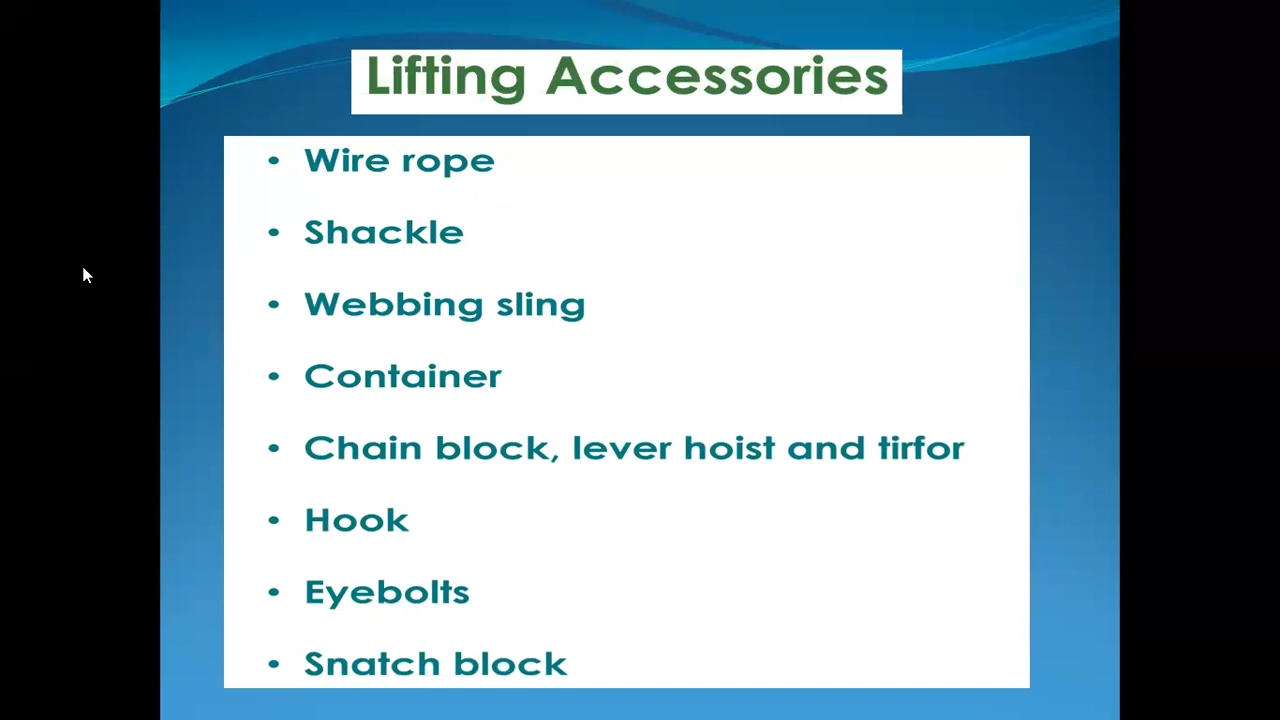 Lifting Accessories
• Wire rope
• Shackle
• Webbing sling
• Container
• Chain block, lever hoist and tirfor
• Hook
• Eyebolts
• Snatch block